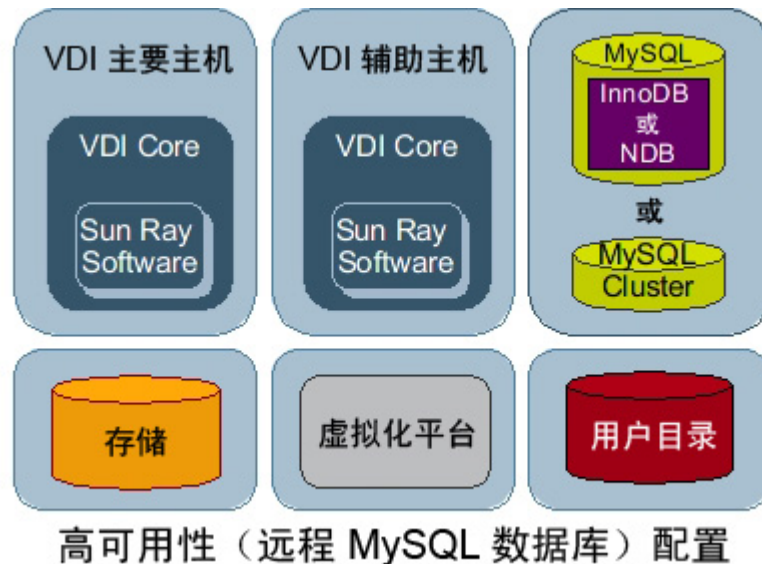 VDI 主要主机
VDI Core
Sun Ray
Software
VDI 辅助主机
VDI Core
Sun Ray
Software
MySQL
InnoDB
或
NDB
或
MySQL
Cluster
存储
虚拟化平台
用户目录
高可用性（远程 MySQL 数据库）配置